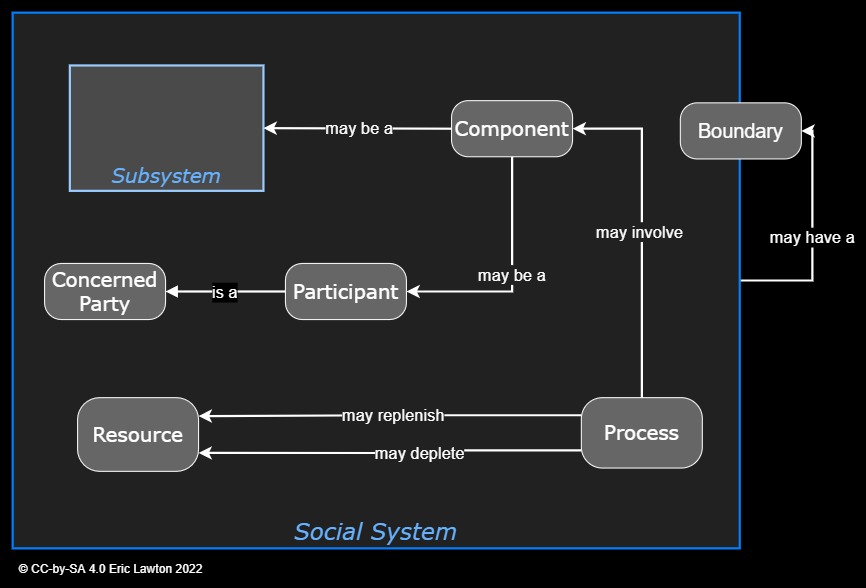 may be a
Component
Boundary
Subsystem
may involve
may have a
Concerned
Party
is a
Participant
may be a
Resource
may replenish
may deplete
Process
Social System
© CC-by-SA 4.0 Eric Lawton 2022